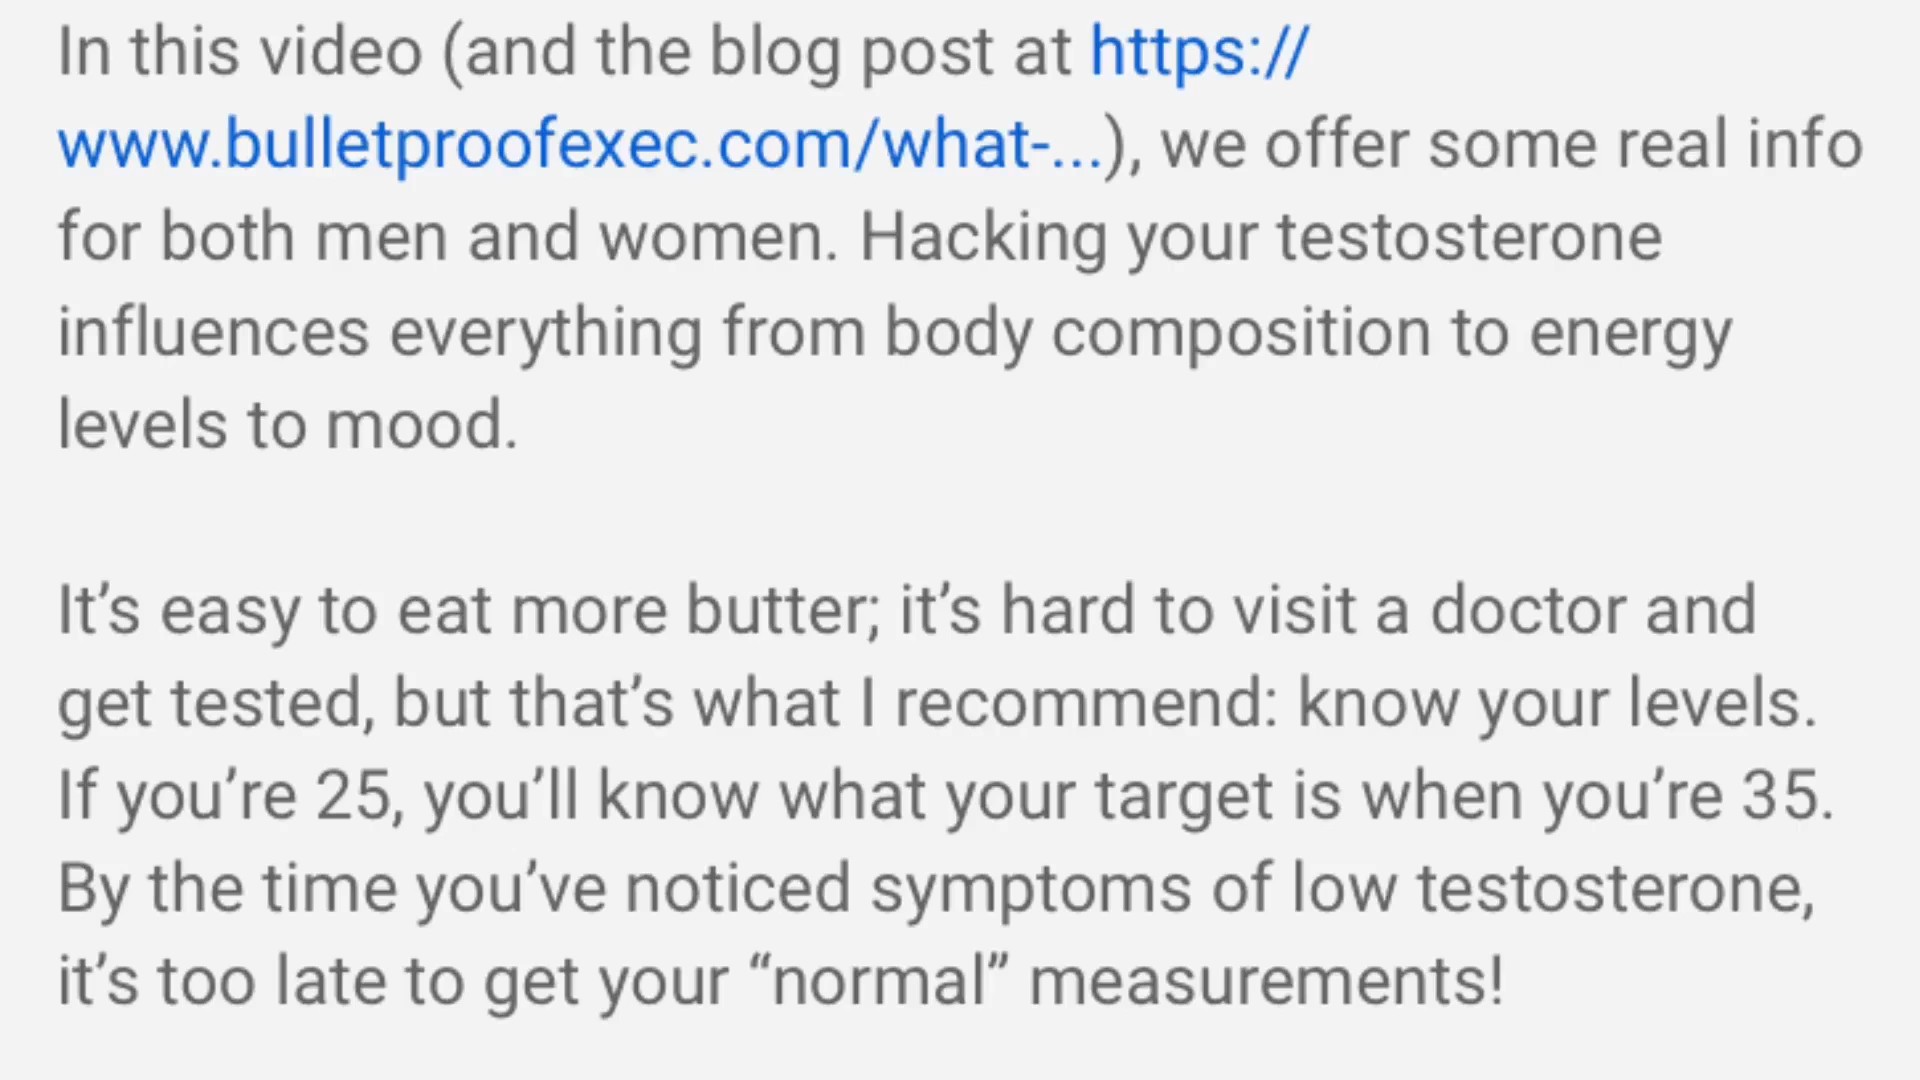 In this video (and the blog post at https://
www.bulletproofexec.com/what-...), we offer some real info
for both men and women. Hacking your testosterone
influences everything from body composition to energy
levels to mood.
It’s easy to eat more butter; it’s hard to visit a doctor and
get tested, but that’s what I recommend: know your levels.
If you’re 25, you’ll know what your target is when you’re 35.
By the time you’ve noticed symptoms of low testosterone,
it’s too late to get your “normal” measurements!